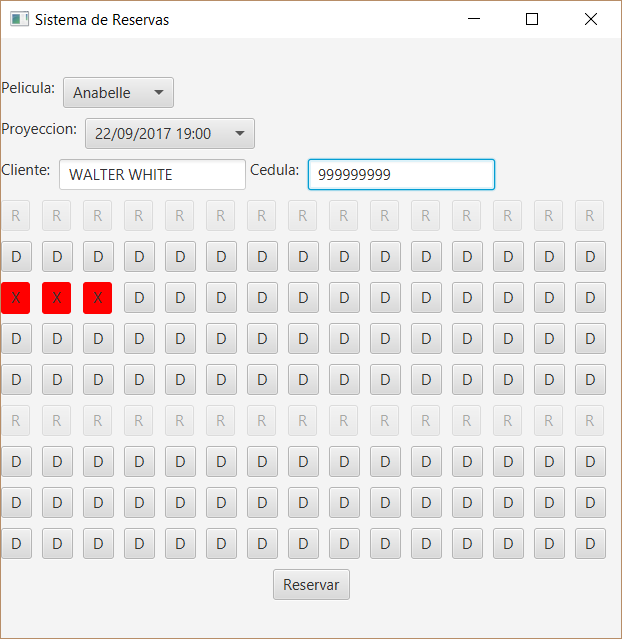 Sistema de Reservas
Pelicula: Anabelle
Proyeccion: 22/09/2017 19:00
Cliente: WALTER WHITE Cedula: 999999999
R R R R R R R R R R R R R R R
D D D D D D D D D D D D D D D
X X X D D D D D D D D D D D D
D D D D D D D D D D D D D D D
D D D D D D D D D D D D D D D
R R R R R R R R R R R R R R R
D D D D D D D D D D D D D D D
D D D D D D D D D D D D D D D
D D D D D D D D D D D D D D D
Reservar